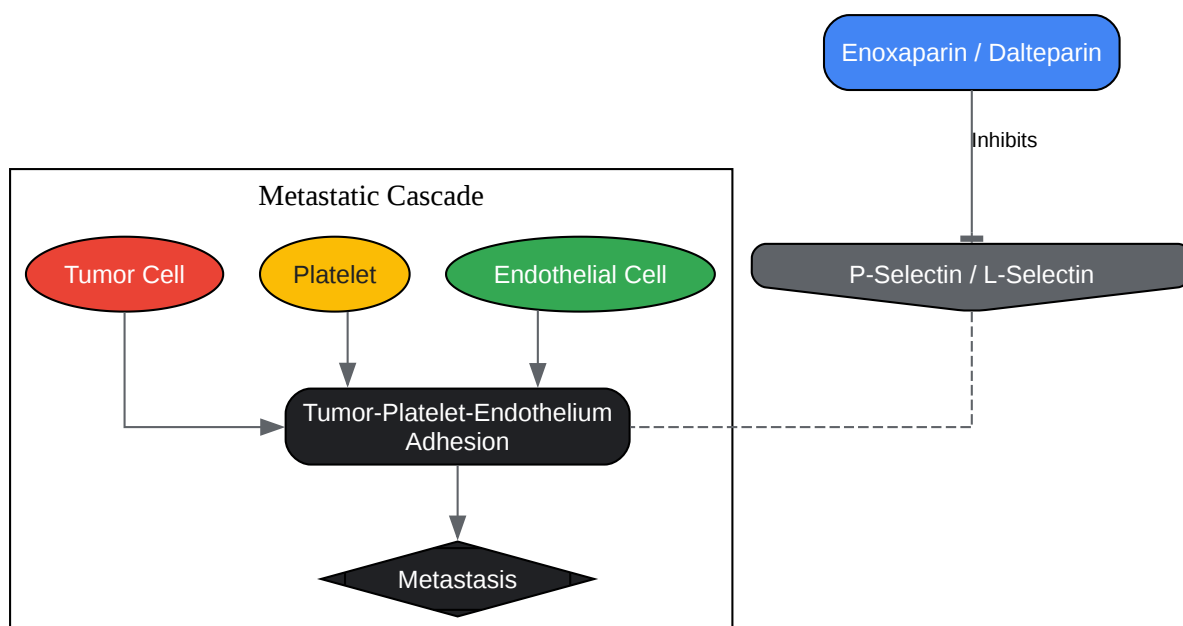 Enoxaparin / Dalteparin
Inhibits
Metastatic Cascade
Tumor Cell
Platelet
Endothelial Cell
P-Selectin / L-Selectin
Tumor-Platelet-Endothelium
Adhesion
Metastasis